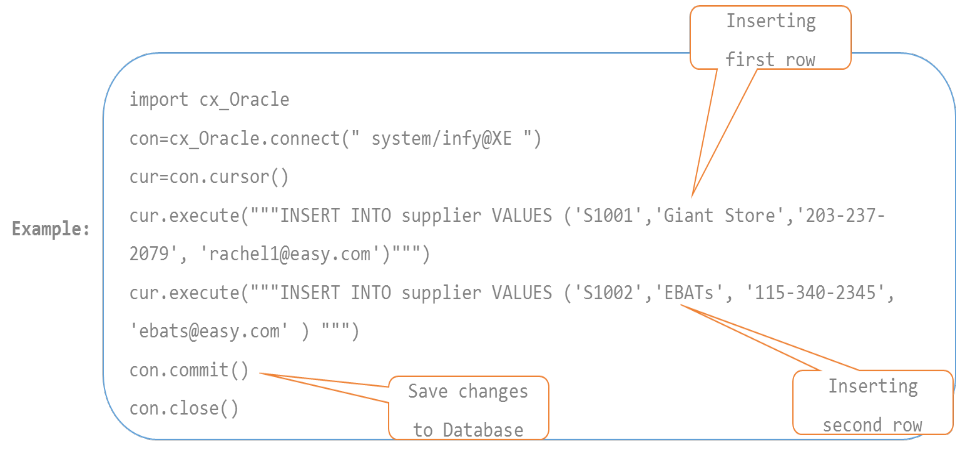 Inserting
first row
import cx_Oracle
con=cx_Oracle.connect(" system/infy@XE ")
cur=con.cursor()
cur.execute("""INSERT INTO supplier VALUES ('S1001','Giant Store','203-237-
Example:
2079', 'rachel1@easy.com')""")
cur.execute("""INSERT INTO supplier VALUES ('S1002','EBATs', '115-340-2345',
'ebats@easy.com' ) """)
con.commit()
con.close()
Save changes
to Database
Inserting
second row